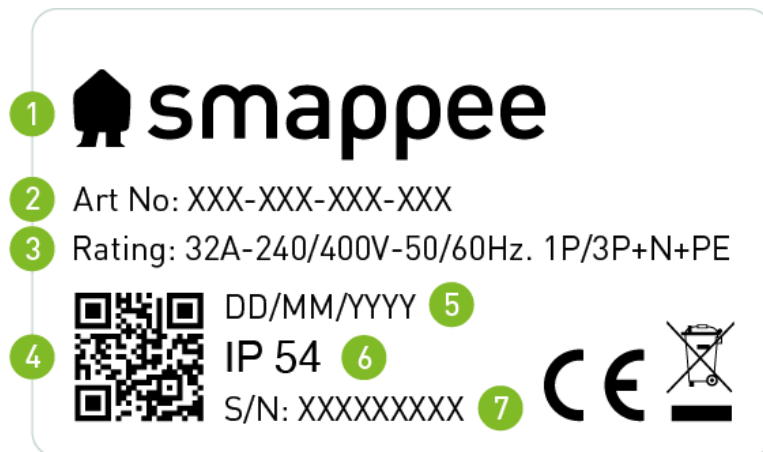 1 smappee
2 Art No: XXX-XXX-XXX-XXX
3 Rating: 32A-240/400V-50/60Hz. 1P/3P+N+PE
DD/MM/YYYY 5
4 IP 54 6
S/N: XXXXXXXXX 7
CE